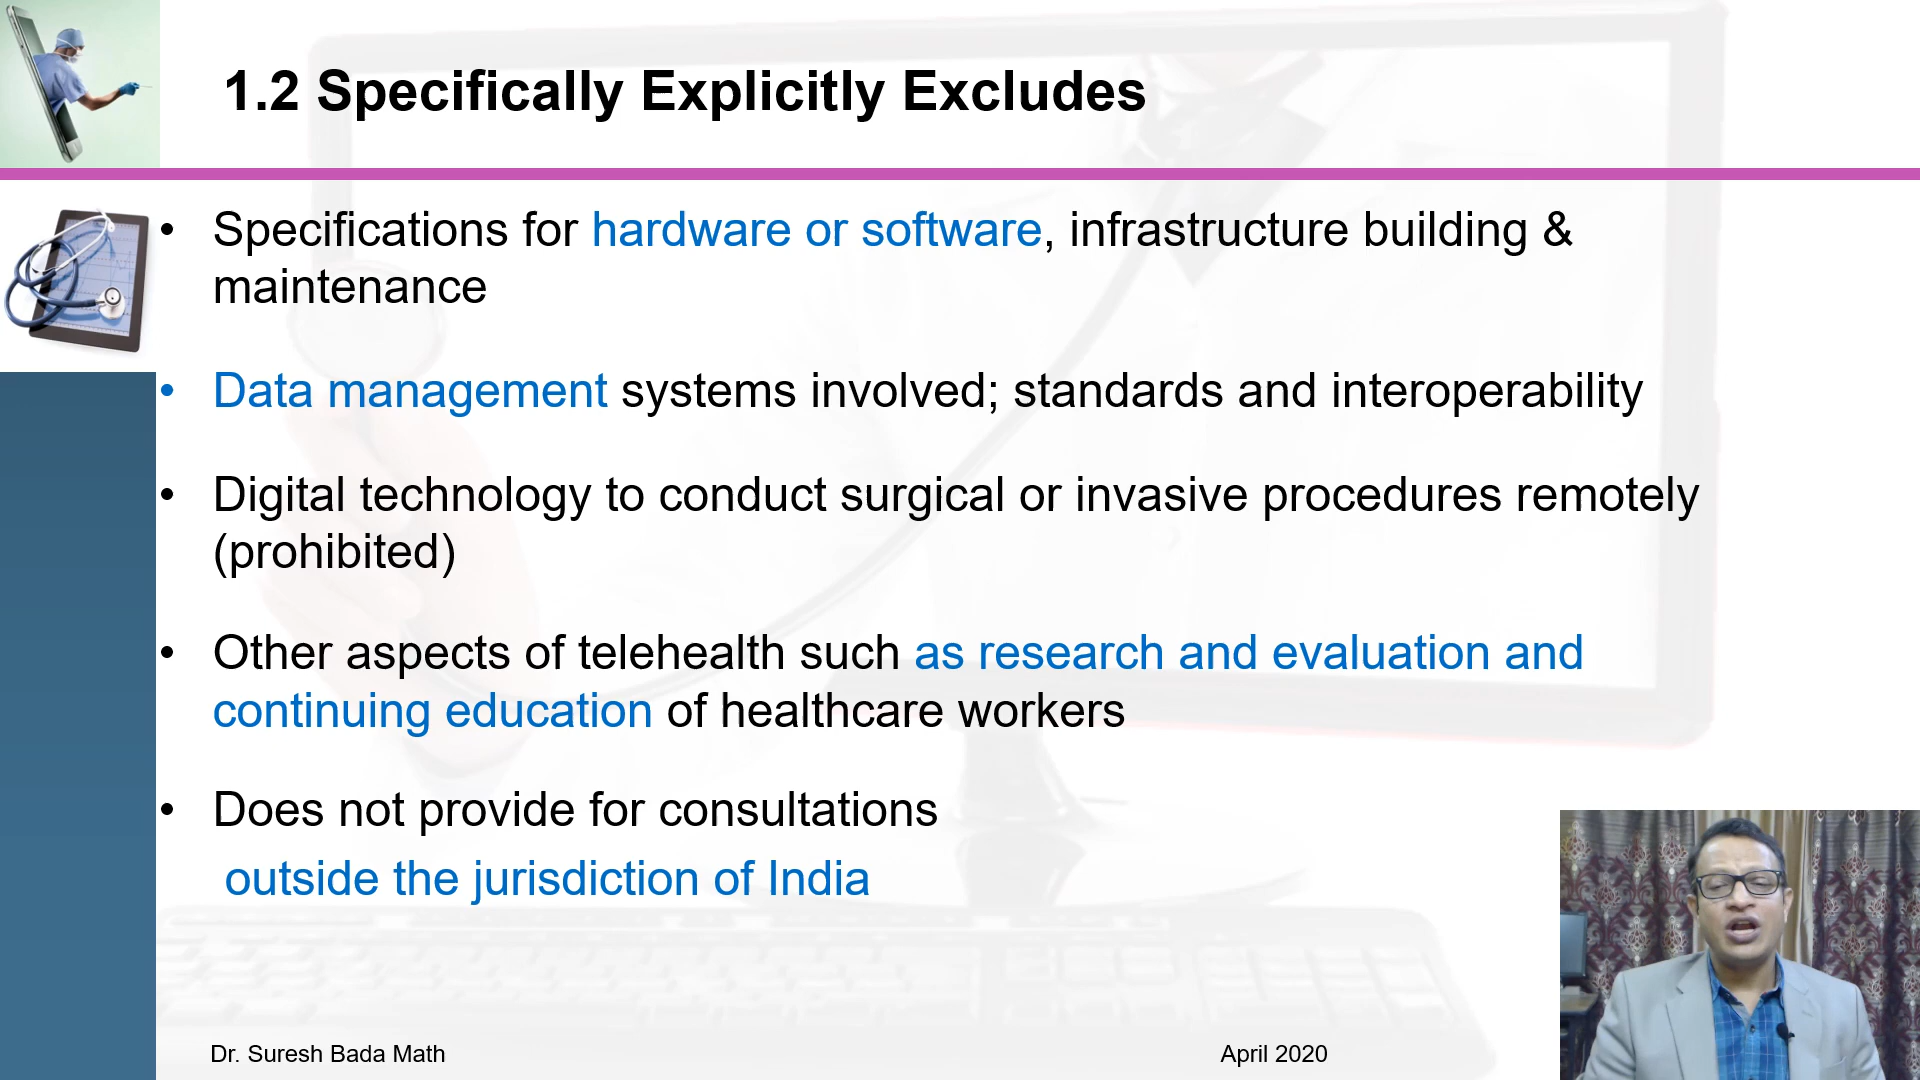 1.2 Specifically Explicitly Excludes
• Specifications for hardware or software, infrastructure building &
maintenance
• Data management systems involved; standards and interoperability
• Digital technology to conduct surgical or invasive procedures remotely
(prohibited)
• Other aspects of telehealth such as research and evaluation and
continuing education of healthcare workers
• Does not provide for consultations
outside the jurisdiction of India
Dr. Suresh Bada Math
April 2020